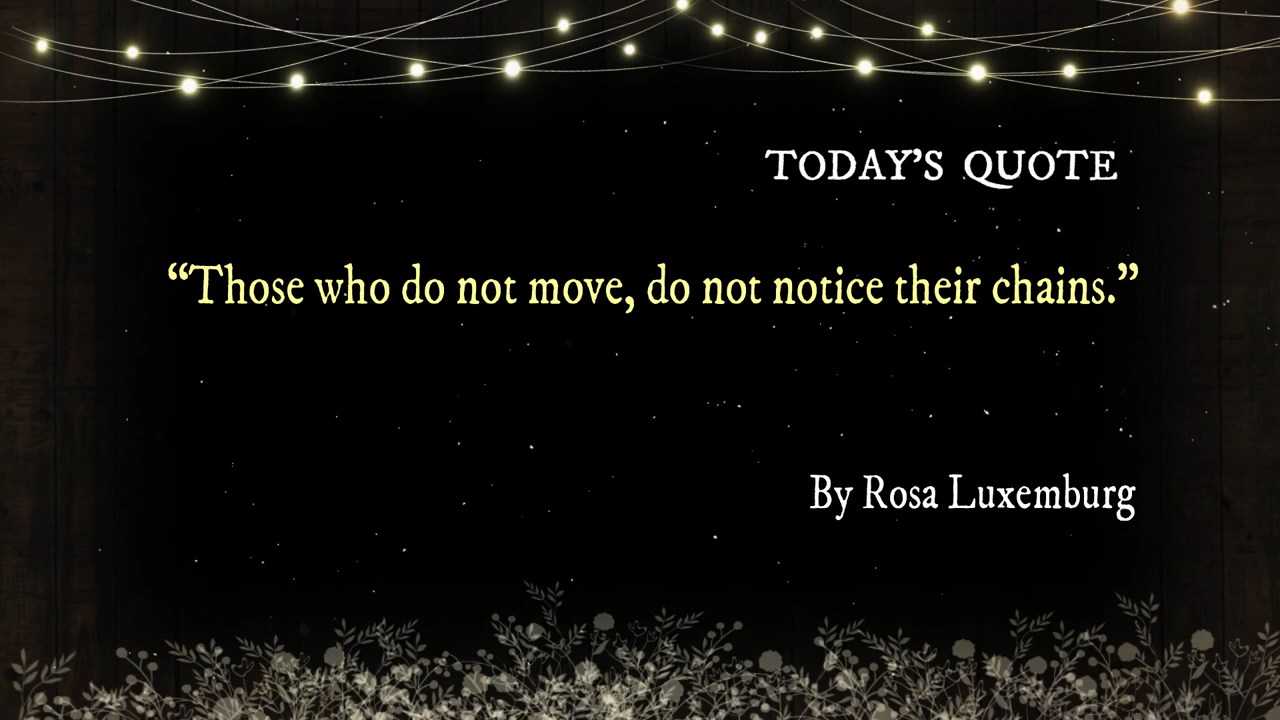 TODAY’S QUOTE
“Those who do not move, do not notice their chains.”
By Rosa Luxemburg